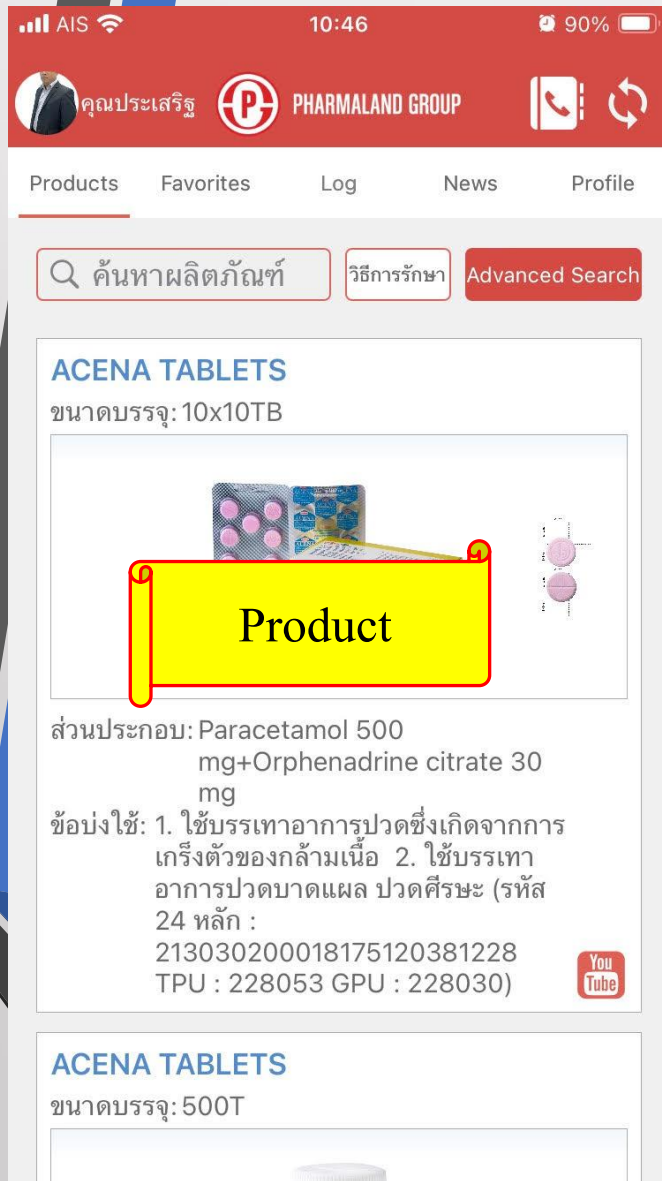 AIS 10:46 90%
คุณประเสริฐ P PHARMALAND GROUP
Products Favorites Log News Profile
ค้นหาผลิตภัณฑ์ วิธีการรักษา Advanced Search
ACENA TABLETS
ขนาดบรรจุ: 10x10TB
Product
ส่วนประกอบ: Paracetamol 500
mg+Orphenadrine citrate 30
mg
ข้อบ่งใช้: 1. ใช้บรรเทาอาการปวดซึ่งเกิดจากการ
เกร็งตัวของกล้ามเนื้อ 2. ใช้บรรเทา
อาการปวดบาดแผล ปวดศีรษะ (รหัส
24 หลัก :
213030200018175120381228
TPU : 228053 GPU : 228030)
You
Tube
ACENA TABLETS
ขนาดบรรจุ: 500T